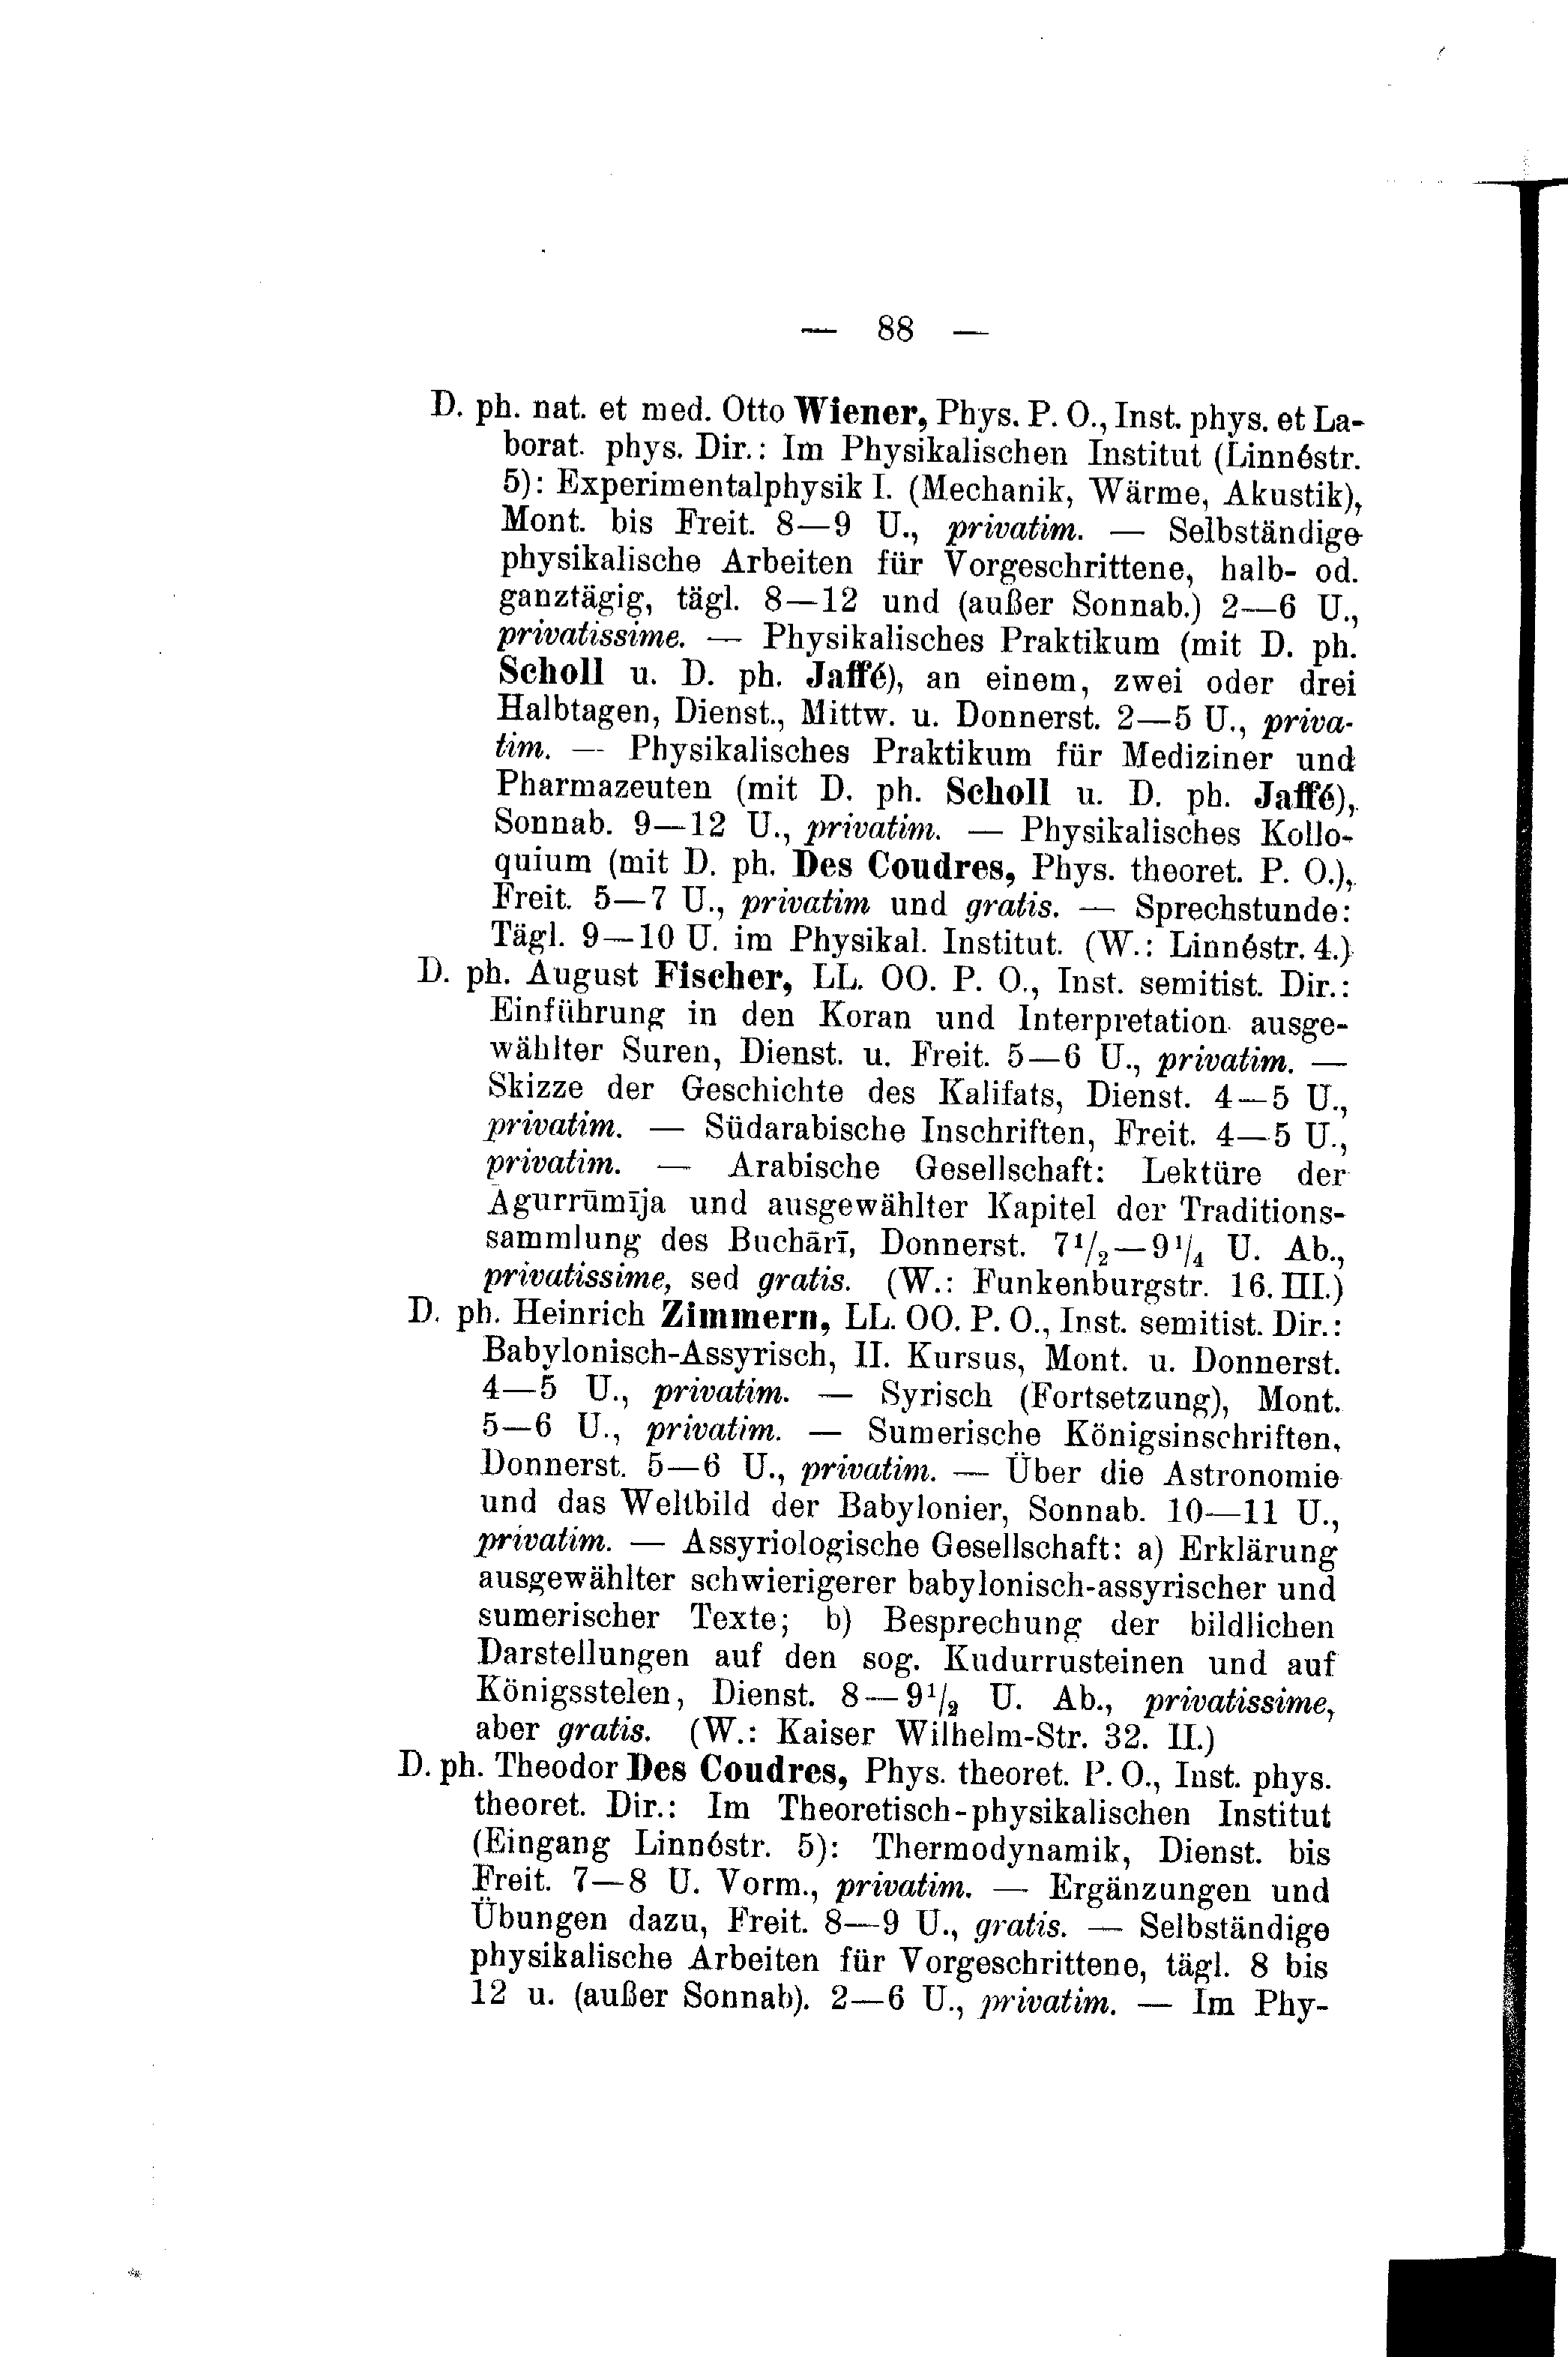 — 88 —
D. ph. nat. et med. Otto Wiener, Phys. P. O., Inst. phys. et La-
borat. phys. Dir.: Im Physikalischen Institut (Linnéstr.
5): Experimentalphysik I. (Mechanik, Wärme, Akustik),
Mont. bis Freit. 8—9 U., privatim. — Selbständige
physikalische Arbeiten für Vorgeschrittene, halb- od.
ganztägig, tägl. 8—12 und (außer Sonnab.) 2—6 U.,
privatissime. — Physikalisches Praktikum (mit D. ph.
Scholl u. D. ph. Jaffé), an einem, zwei oder drei
Halbtagen, Dienst., Mittw. u. Donnerst. 2—5 U., priva-
tim. — Physikalisches Praktikum für Mediziner und
Pharmazeuten (mit D. ph. Scholl u. D. ph. Jaffé),
Sonnab. 9—12 U., privatim. — Physikalisches Kollo-
quium (mit D. ph. Des Coudres, Phys. theoret. P. O.),
Freit. 5—7 U., privatim und gratis. — Sprechstunde:
Tägl. 9—10 U. im Physikal. Institut. (W.: Linnéstr. 4.)
D. ph. August Fischer, LL. OO. P. O., Inst. semitist. Dir.:
Einführung in den Koran und Interpretation ausge-
wählter Suren, Dienst. u. Freit. 5—6 U., privatim. —
Skizze der Geschichte des Kalifats, Dienst. 4—5 U.,
privatim. — Südarabische Inschriften, Freit. 4—5 U.,
privatim. — Arabische Gesellschaft: Lektüre der
Āgurrūmīja und ausgewählter Kapitel der Traditions-
sammlung des Buchārī, Donnerst. 7 1/2—9 1/4 U. Ab.,
privatissime, sed gratis. (W.: Funkenburgstr. 16. III.)
D. ph. Heinrich Zimmern, LL. OO. P. O., Inst. semitist. Dir.:
Babylonisch-Assyrisch, II. Kursus, Mont. u. Donnerst.
4—5 U., privatim. — Syrisch (Fortsetzung), Mont.
5—6 U., privatim. — Sumerische Königsinschriften,
Donnerst. 5—6 U., privatim. — Über die Astronomie
und das Weltbild der Babylonier, Sonnab. 10—11 U.,
privatim. — Assyriologische Gesellschaft: a) Erklärung
ausgewählter schwierigerer babylonisch-assyrischer und
sumerischer Texte; b) Besprechung der bildlichen
Darstellungen auf den sog. Kudurrusteinen und auf
Königsstelen, Dienst. 8—9 1/2 U. Ab., privatissime,
aber gratis. (W.: Kaiser Wilhelm-Str. 32. II.)
D. ph. Theodor Des Coudres, Phys. theoret. P. O., Inst. phys.
theoret. Dir.: Im Theoretisch-physikalischen Institut
(Eingang Linnéstr. 5): Thermodynamik, Dienst. bis
Freit. 7—8 U. Vorm., privatim. — Ergänzungen und
Übungen dazu, Freit. 8—9 U., gratis. — Selbständige
physikalische Arbeiten für Vorgeschrittene, tägl. 8 bis
12 u. (außer Sonnab). 2—6 U., privatim. — Im Phy-